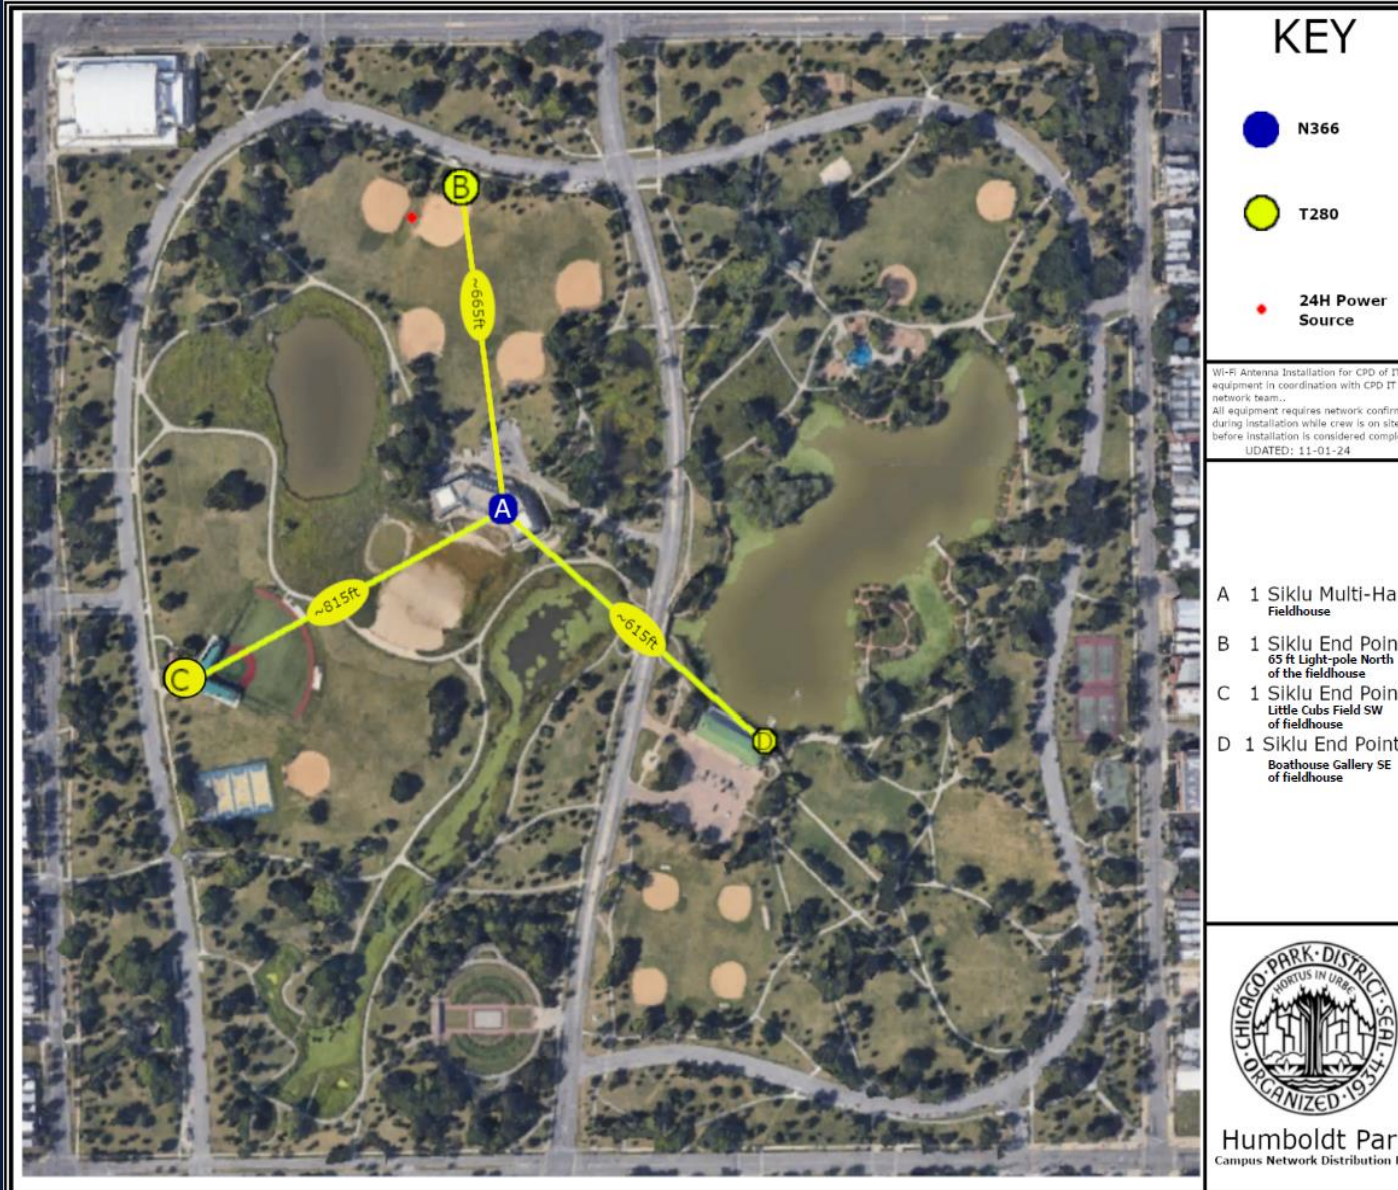 KEY
N366
T280
24H Power
Source
Wi-Fi Antenna Installation for CPD of IT
equipment in coordination with CPD IT
network team..
All equipment requires network confirm
during installation while crew is on site
before installation is considered compl
UDATED: 11-01-24
A 1 Siklu Multi-Ha
Fieldhouse
B 1 Siklu End Poin
65 ft Light-pole North
of the fieldhouse
C 1 Siklu End Poin
Little Cubs Field SW
of fieldhouse
D 1 Siklu End Point
Boathouse Gallery SE
of fieldhouse
CHICAGO·PARK·DISTRICT·SEAL·
ORGANIZED·1934·
HORTUS IN URBE
Humboldt Par
Campus Network Distribution
B
~665ft
A
~815ft
~615ft
C
D